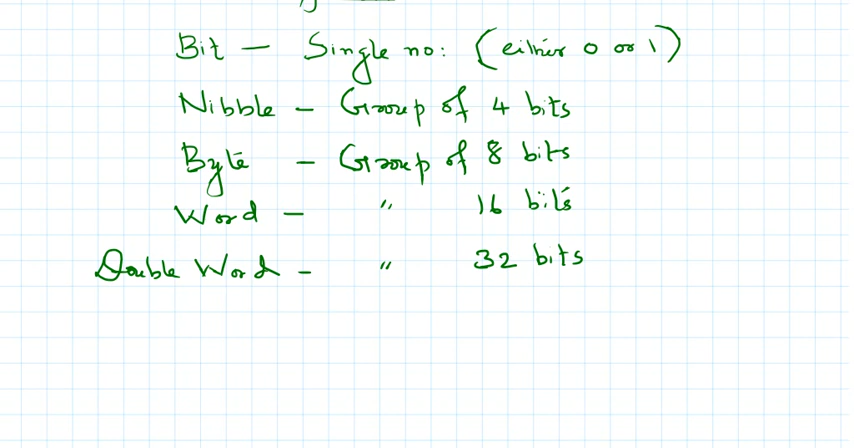 Bit — Single no: (either 0 or 1)
Nibble - Group of 4 bits
Byte - Group of 8 bits
Word - " 16 bits
Double Word - " 32 bits